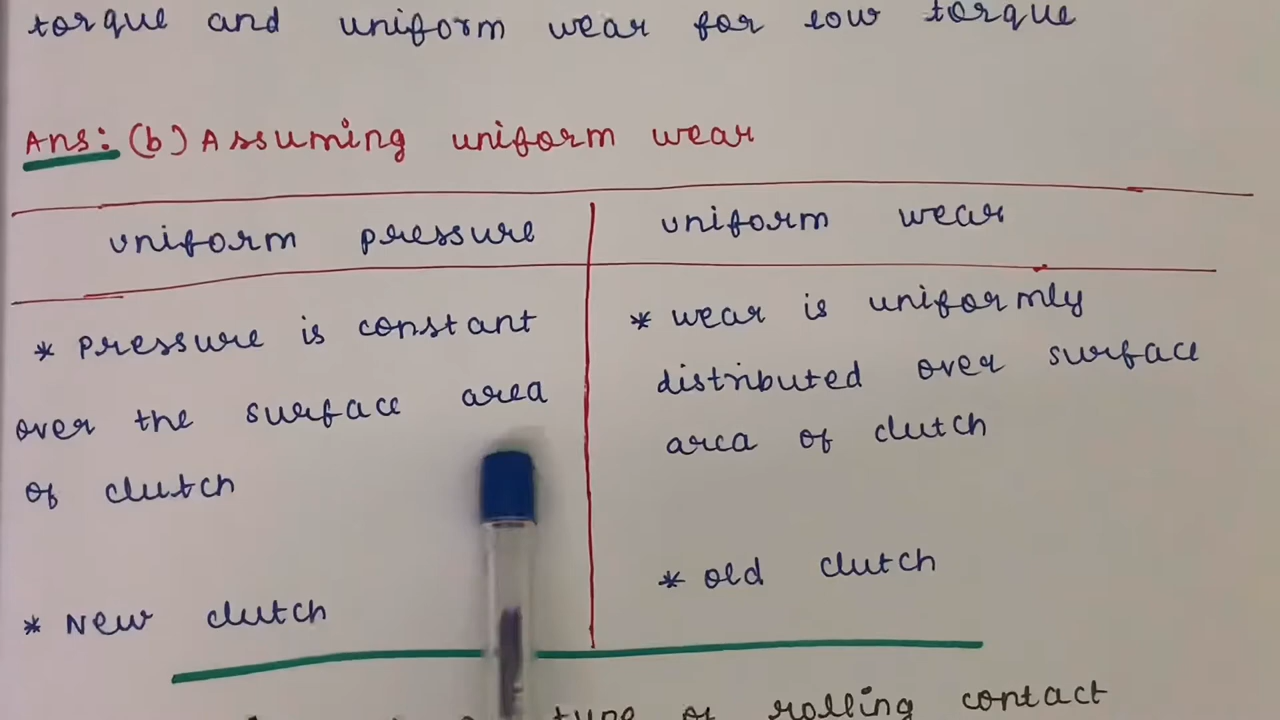 torque and uniform wear for low torque
Ans: (b) Assuming uniform wear
uniform pressure
* pressure is constant
over the surface area
of clutch
* New clutch
uniform wear
* wear is uniformly
distributed over surface
area of clutch
* old clutch
type of rolling contact